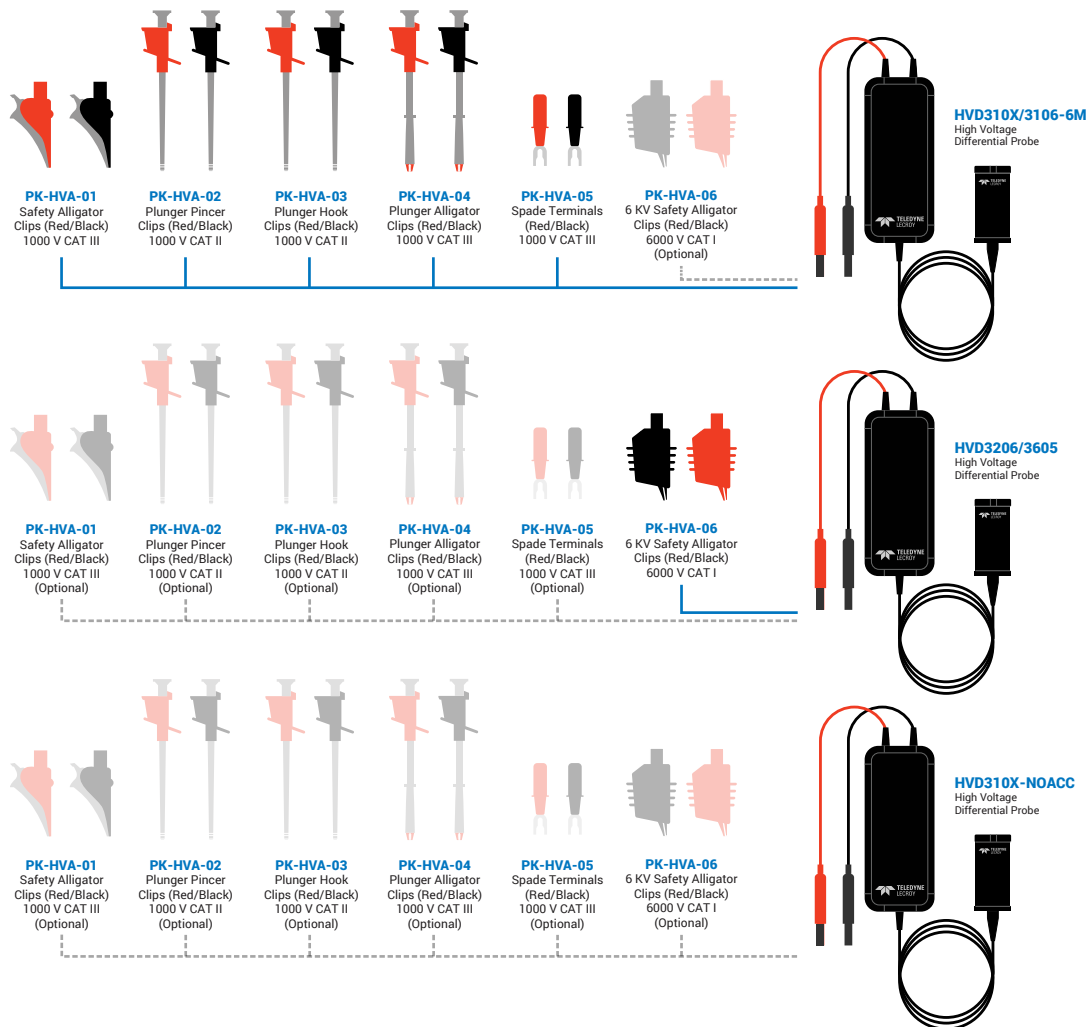 HVD310X/3106-6M
High Voltage
Differential Probe
TELEDYNE
LECROY
TELEDYNE
LECROY
PK-HVA-01
Safety Alligator
Clips (Red/Black)
1000 V CAT III
PK-HVA-02
Plunger Pincer
Clips (Red/Black)
1000 V CAT II
PK-HVA-03
Plunger Hook
Clips (Red/Black)
1000 V CAT II
PK-HVA-04
Plunger Alligator
Clips (Red/Black)
1000 V CAT III
PK-HVA-05
Spade Terminals
(Red/Black)
1000 V CAT III
PK-HVA-06
6 KV Safety Alligator
Clips (Red/Black)
6000 V CAT I
(Optional)
HVD3206/3605
High Voltage
Differential Probe
TELEDYNE
LECROY
TELEDYNE
LECROY
PK-HVA-01
Safety Alligator
Clips (Red/Black)
1000 V CAT III
(Optional)
PK-HVA-02
Plunger Pincer
Clips (Red/Black)
1000 V CAT II
(Optional)
PK-HVA-03
Plunger Hook
Clips (Red/Black)
1000 V CAT II
(Optional)
PK-HVA-04
Plunger Alligator
Clips (Red/Black)
1000 V CAT III
(Optional)
PK-HVA-05
Spade Terminals
(Red/Black)
1000 V CAT III
(Optional)
PK-HVA-06
6 KV Safety Alligator
Clips (Red/Black)
6000 V CAT I
HVD310X-NOACC
High Voltage
Differential Probe
TELEDYNE
LECROY
TELEDYNE
LECROY
PK-HVA-01
Safety Alligator
Clips (Red/Black)
1000 V CAT III
(Optional)
PK-HVA-02
Plunger Pincer
Clips (Red/Black)
1000 V CAT II
(Optional)
PK-HVA-03
Plunger Hook
Clips (Red/Black)
1000 V CAT II
(Optional)
PK-HVA-04
Plunger Alligator
Clips (Red/Black)
1000 V CAT III
(Optional)
PK-HVA-05
Spade Terminals
(Red/Black)
1000 V CAT III
(Optional)
PK-HVA-06
6 KV Safety Alligator
Clips (Red/Black)
6000 V CAT I
(Optional)